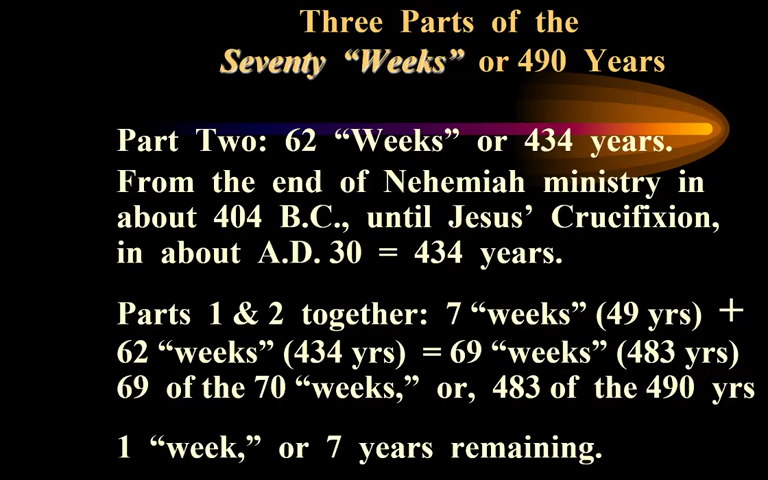 Three Parts of the
Seventy “Weeks” or 490 Years
Part Two: 62 “Weeks” or 434 years.
From the end of Nehemiah ministry in
about 404 B.C., until Jesus’ Crucifixion,
in about A.D. 30 = 434 years.
Parts 1 & 2 together: 7 “weeks” (49 yrs) +
62 “weeks” (434 yrs) = 69 “weeks” (483 yrs)
69 of the 70 “weeks,” or, 483 of the 490 yrs
1 “week,” or 7 years remaining.